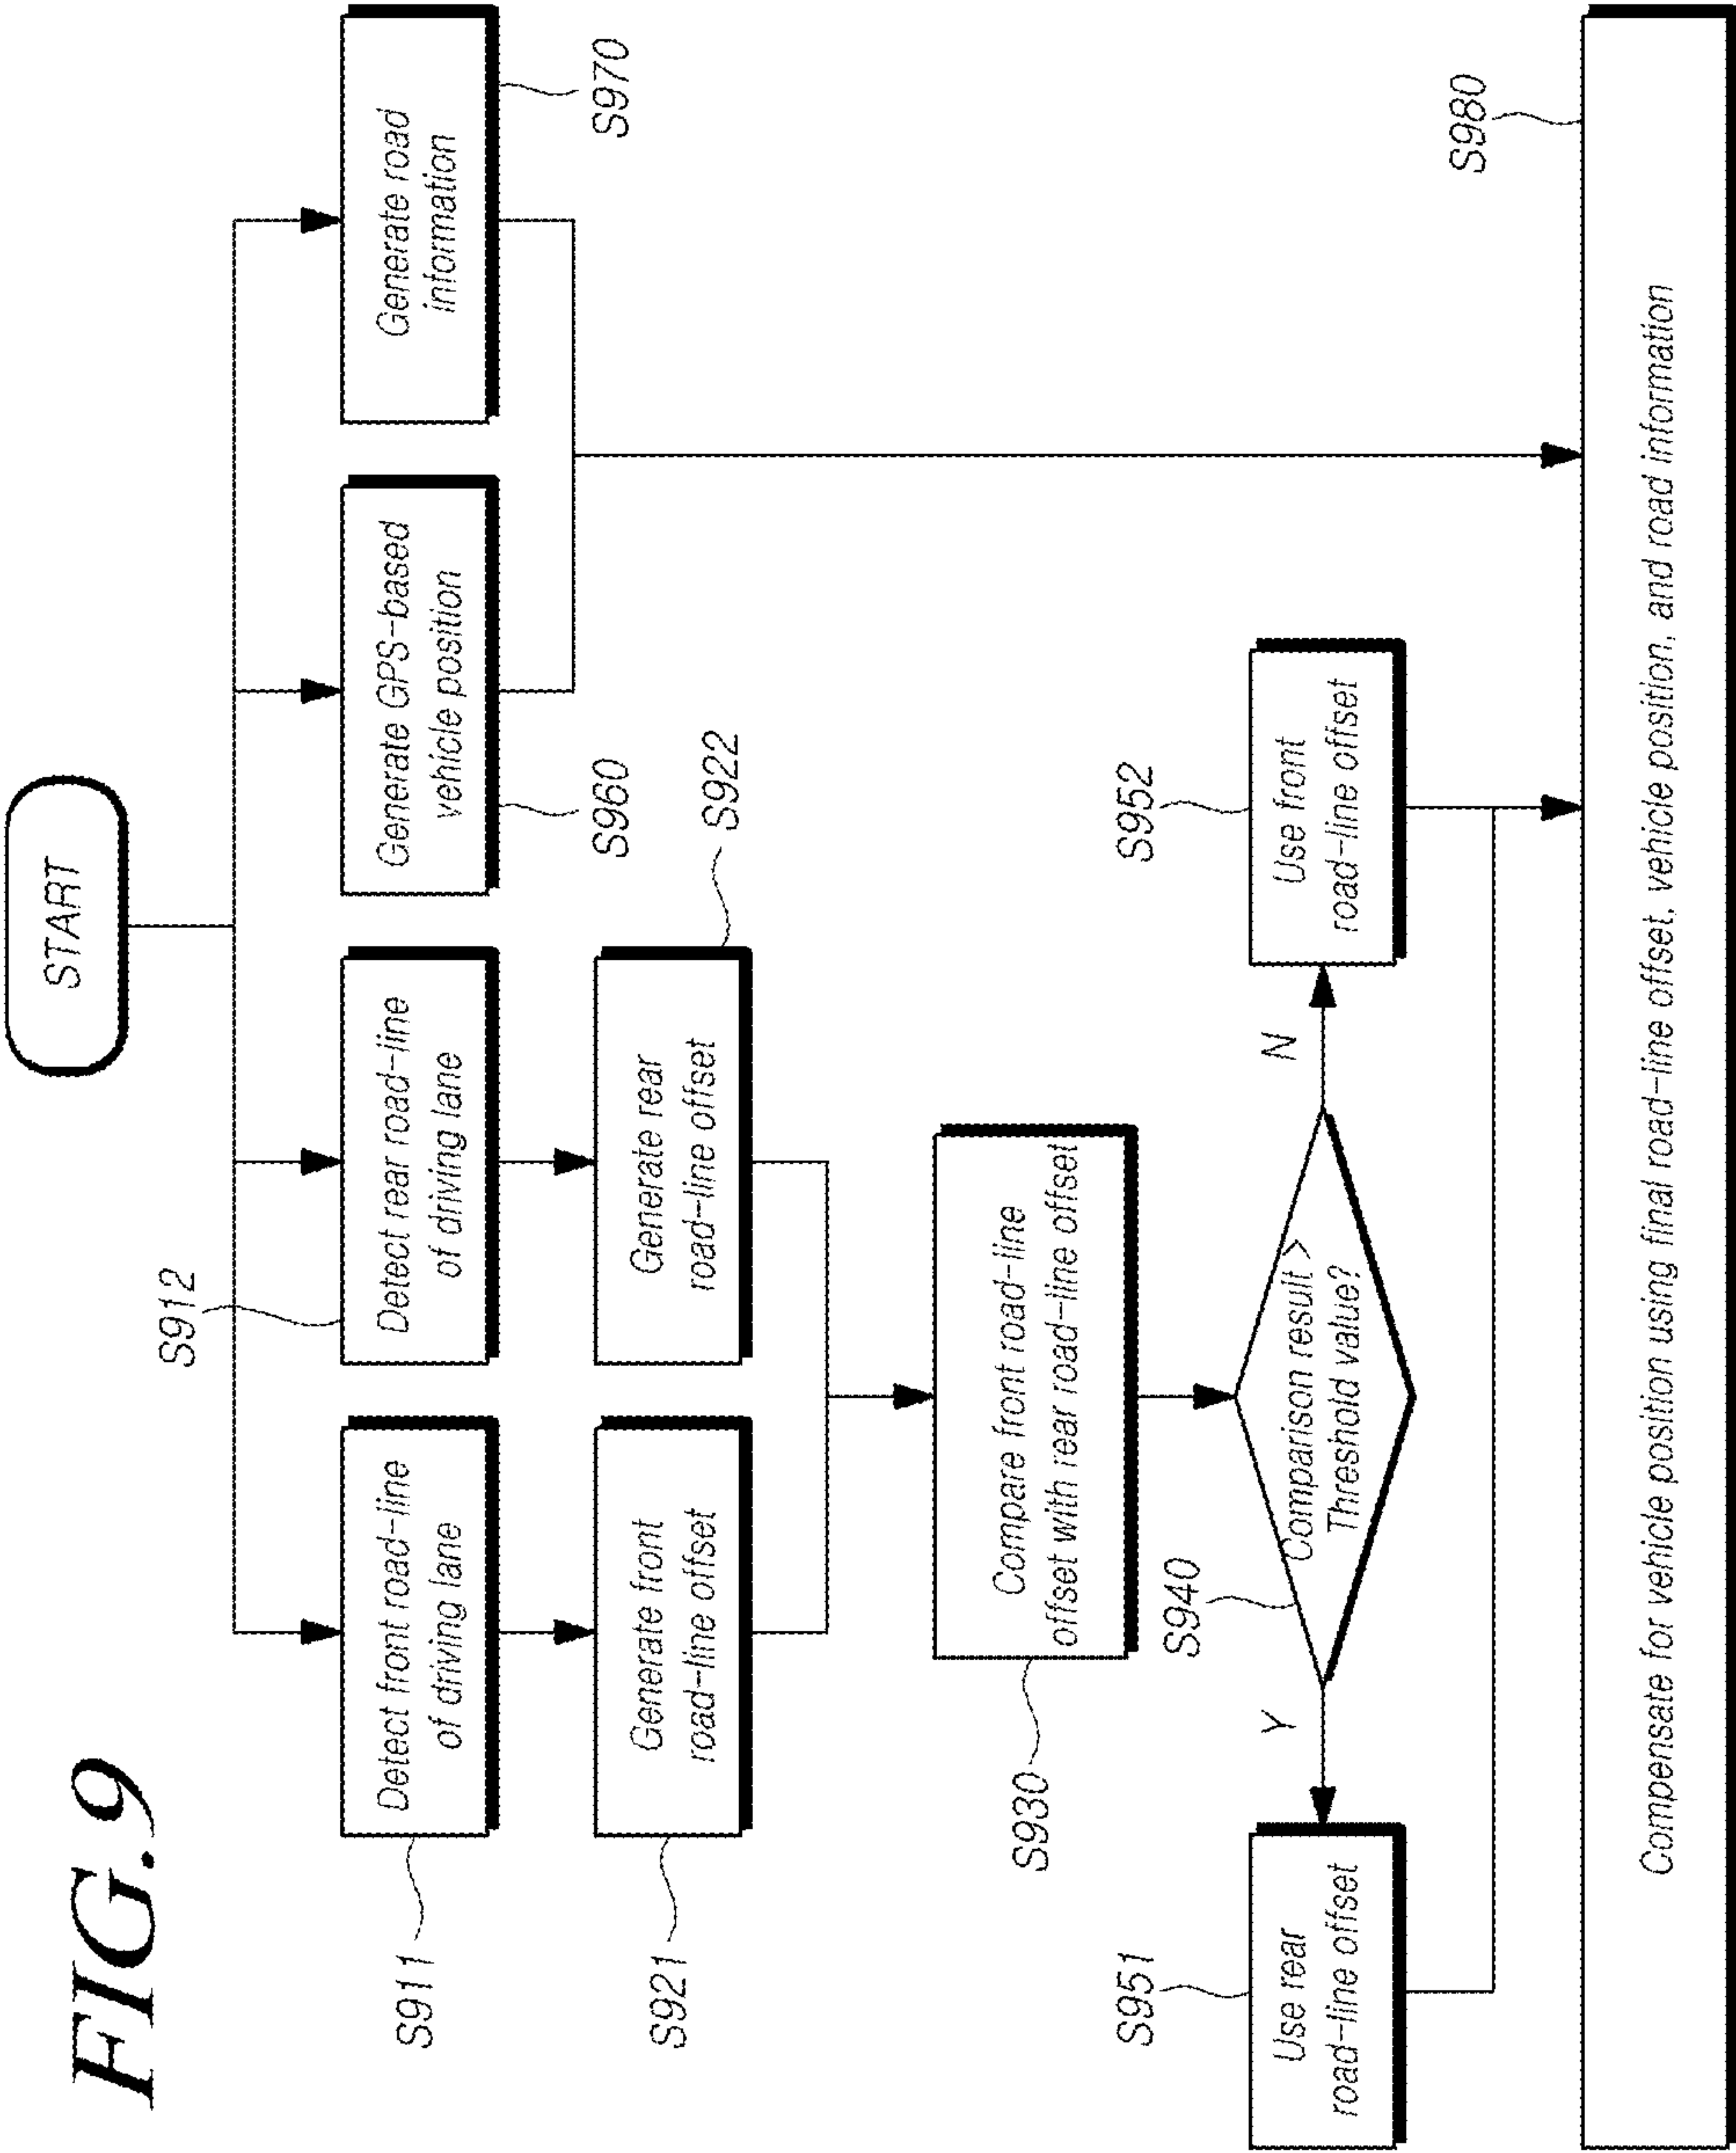 FIG.9
START
S912
Detect front road-line
of driving lane
Detect rear road-line
of driving lane
Generate GPS-based
vehicle position
Generate road
information
S911
S960
S970
Generate front
road-line offset
Generate rear
road-line offset
S922
S921
Compare front road-line
offset with rear road-line offset
S930
S940
Comparison result >
Threshold value?
Y
N
S951
S952
Use rear
road-line offset
Use front
road-line offset
S980
Compensate for vehicle position using final road-line offset, vehicle position, and road information